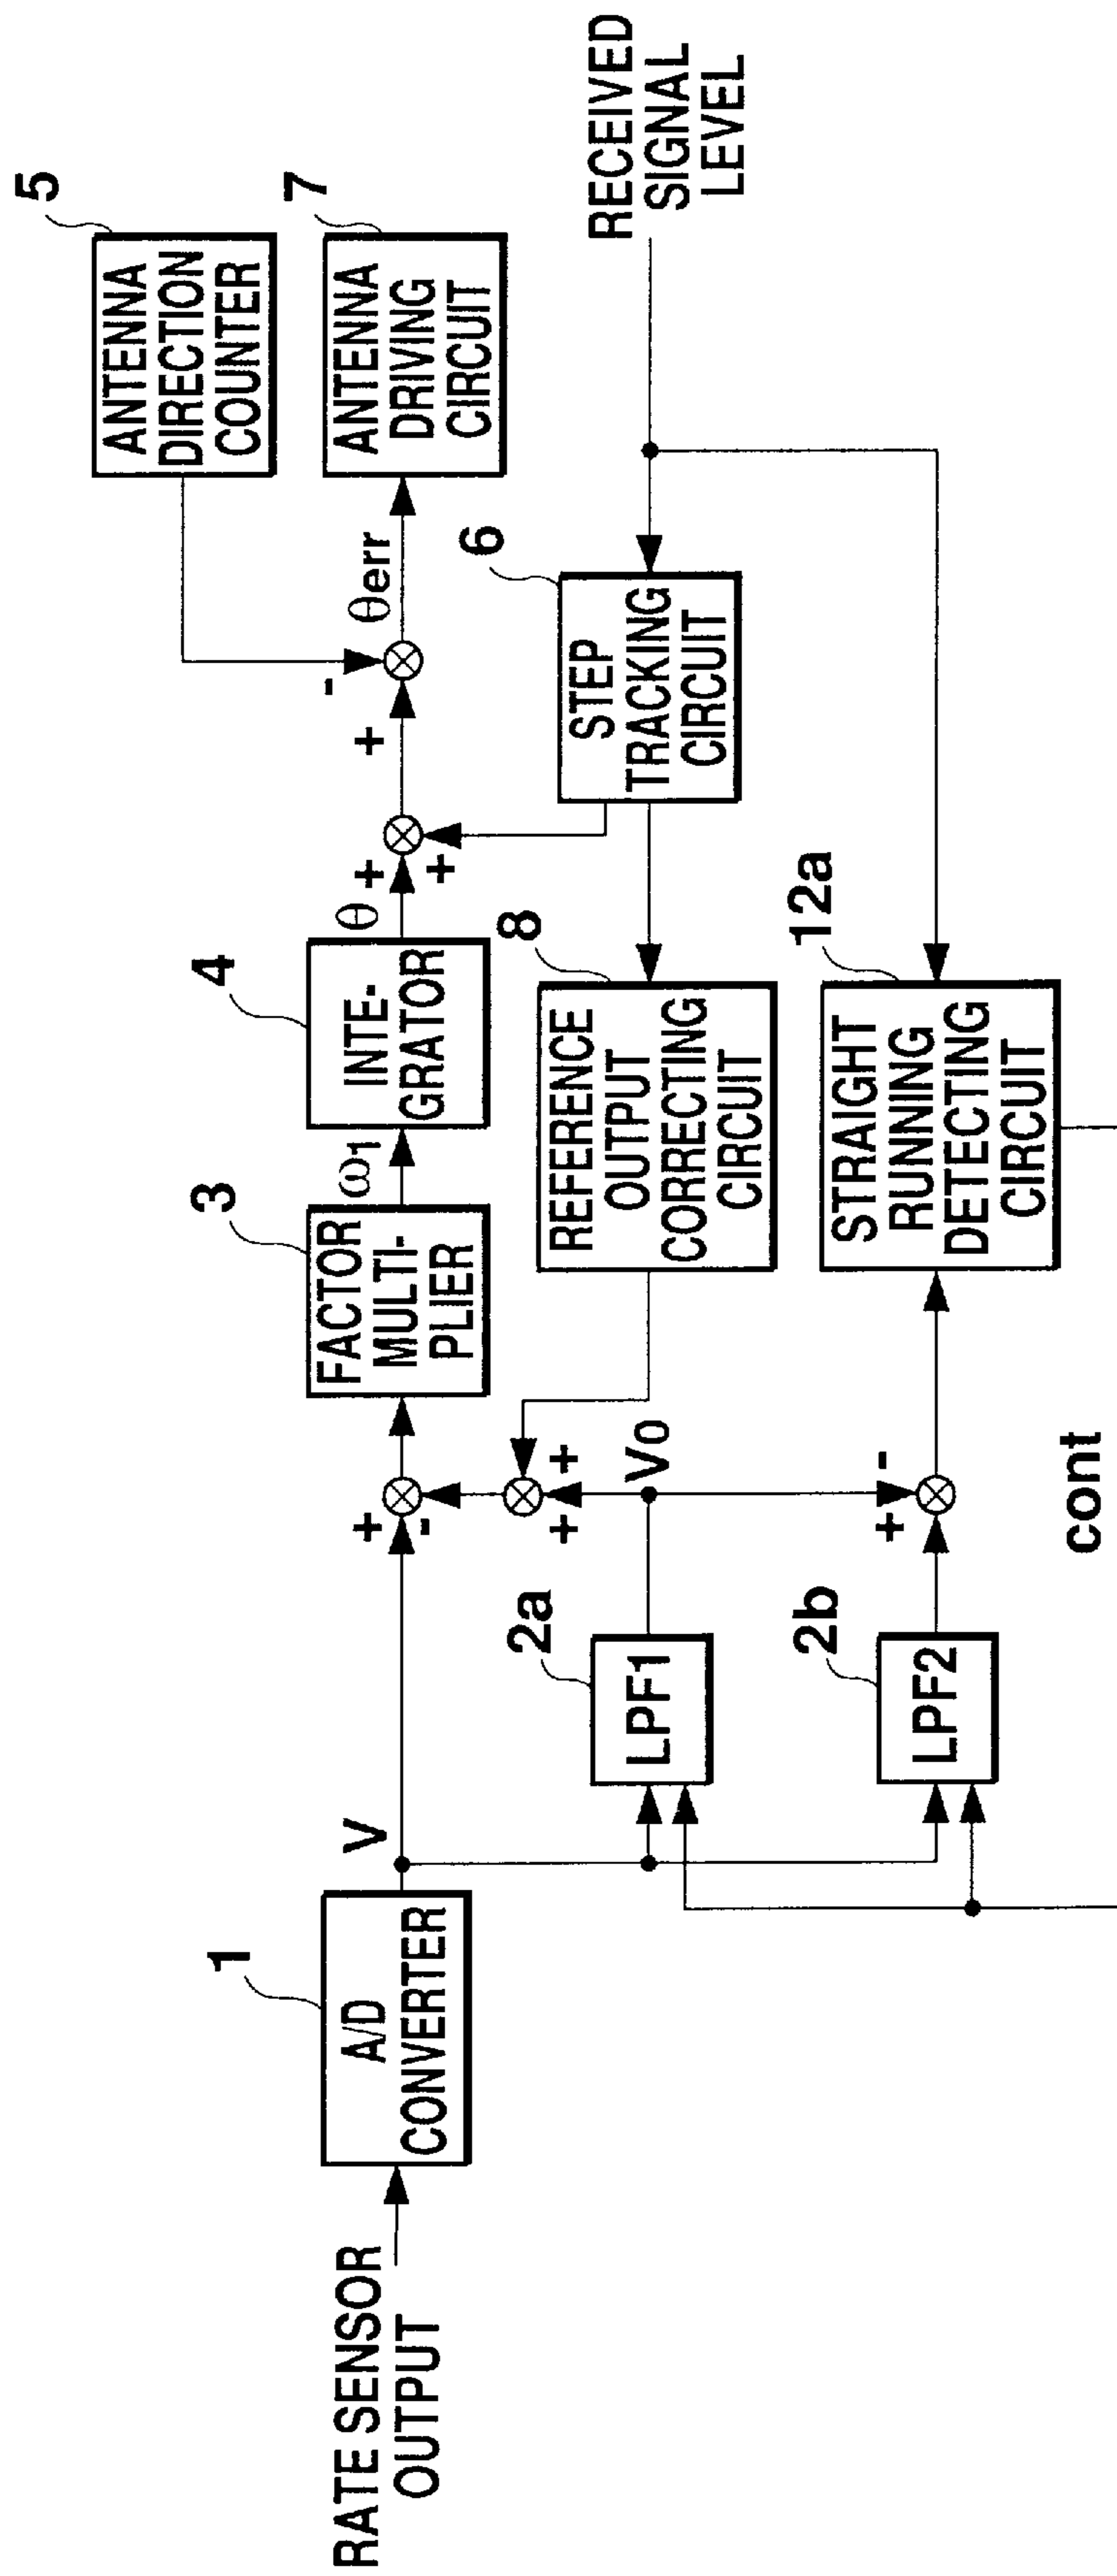 RATE SENSOR
OUTPUT
1
A/D
CONVERTER
V
+
-
3
FACTOR
MULTI-
PLIER
ω1
4
INTE-
GRATOR
θ
+
+
+
-
θerr
5
ANTENNA
DIRECTION
COUNTER
7
ANTENNA
DRIVING
CIRCUIT
2a
LPF1
+
+
Vo
8
REFERENCE
OUTPUT
CORRECTING
CIRCUIT
6
STEP
TRACKING
CIRCUIT
RECEIVED
SIGNAL
LEVEL
2b
LPF2
+
-
12a
STRAIGHT
RUNNING
DETECTING
CIRCUIT
cont